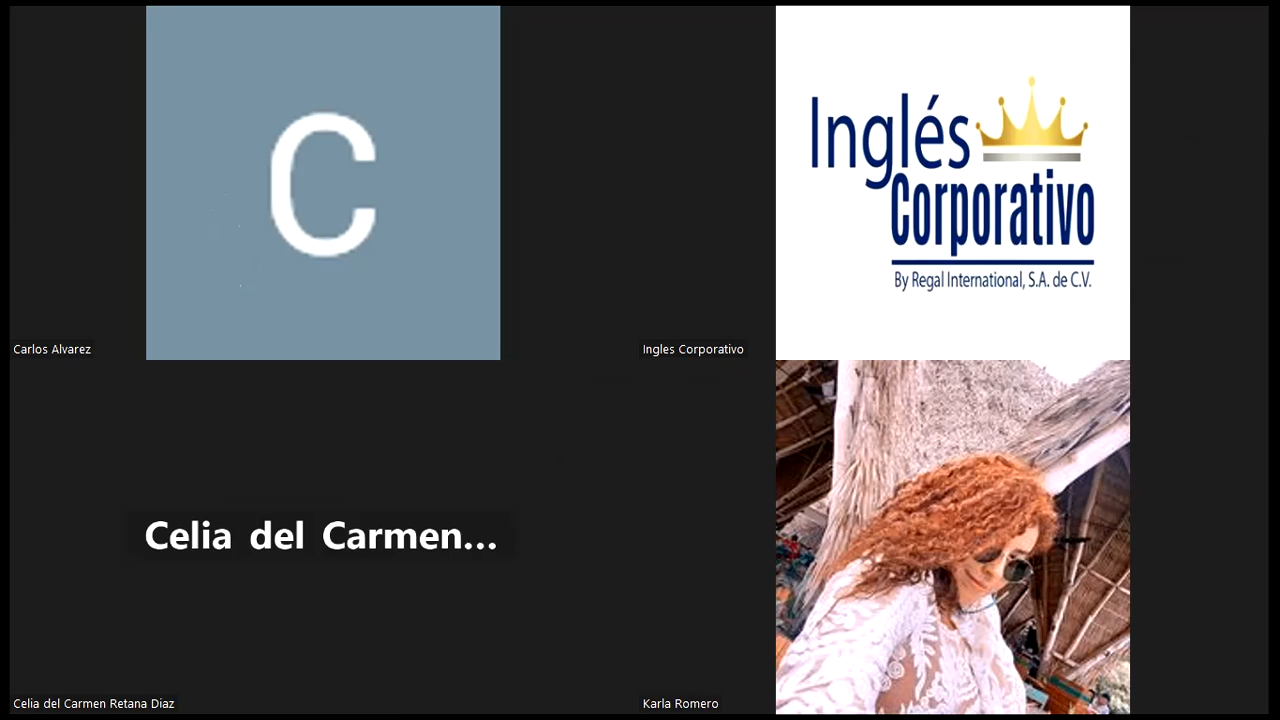 C
Carlos Alvarez
Inglés
Corporativo
By Regal International, S.A. de C.V.
Ingles Corporativo
Celia del Carmen...
Celia del Carmen Retana Díaz
Karla Romero